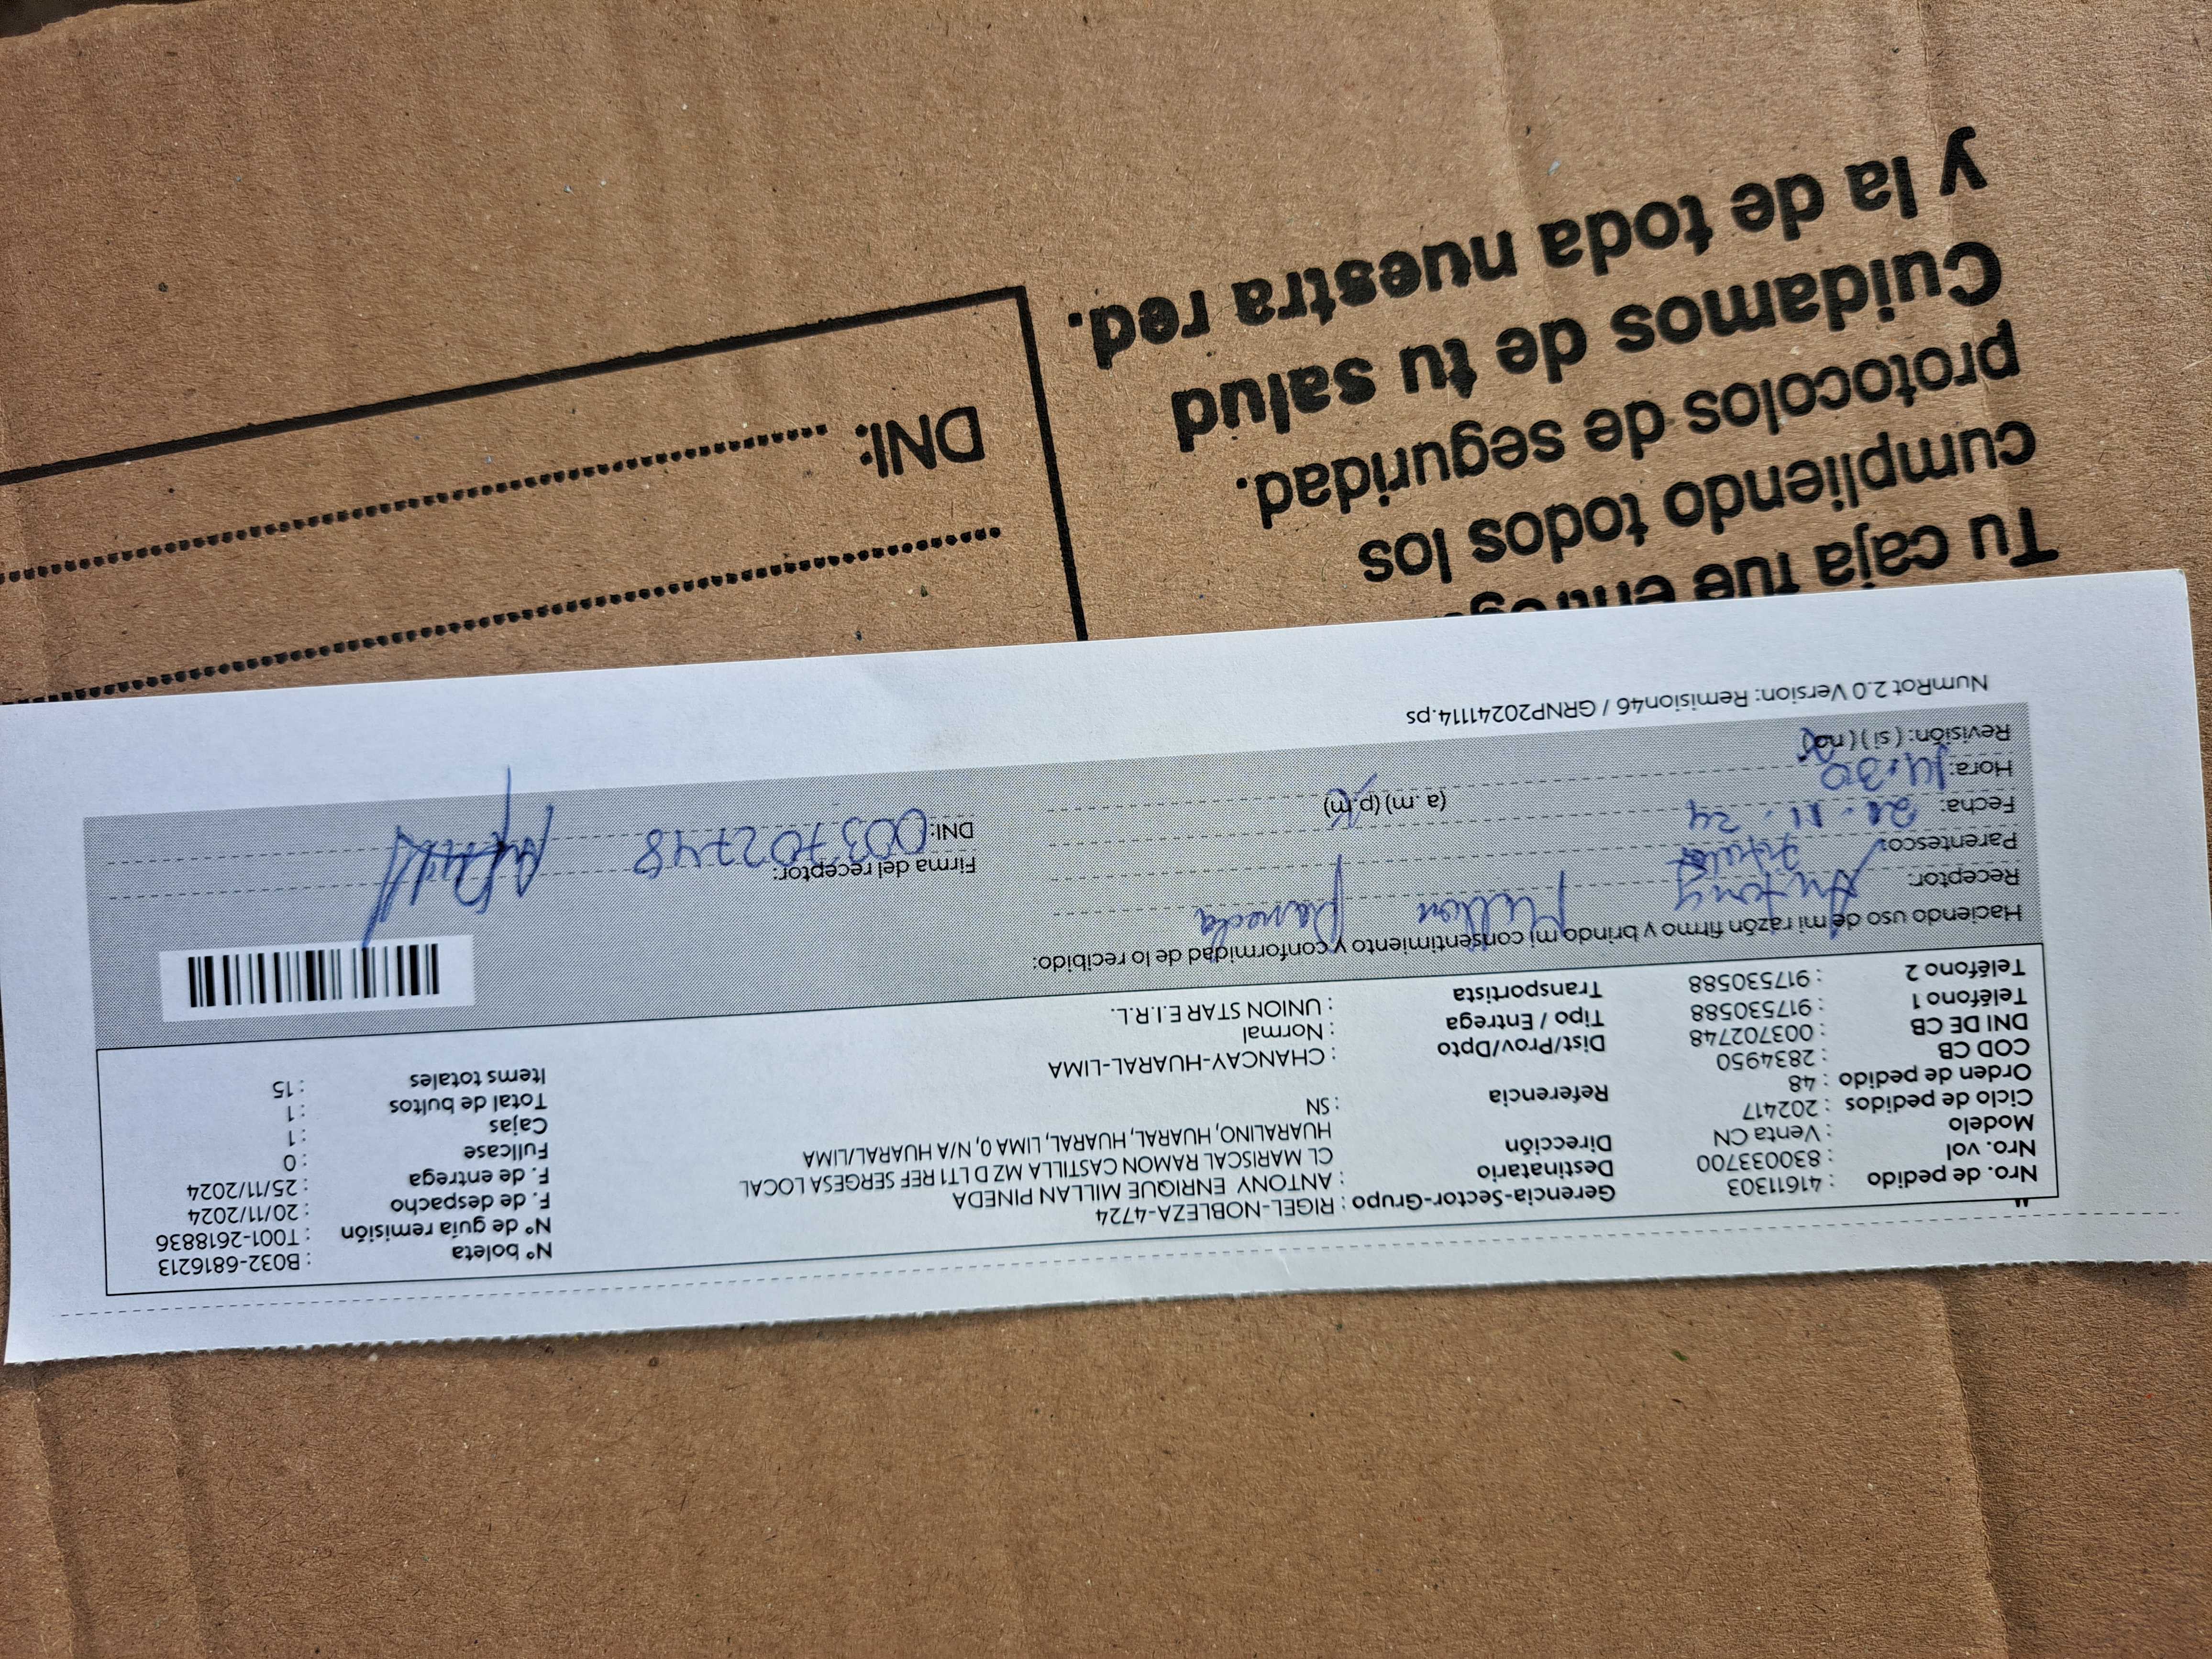 Nro. de pedido : 41611303
Nro. vol : 830033700
Modelo : Venta CN
Ciclo de pedidos : 202417
Orden de pedido : 48
COD CB : 2834950
DNI DE CB : 003702748
Teléfono 1 : 917530588
Teléfono 2 : 917530588
Gerencia-Sector-Grupo : RIGEL-NOBLEZA-4724
Destinatario : ANTONY ENRIQUE MILLAN PINEDA
Dirección CL MARISCAL RAMON CASTILLA MZ D LT1 REF SERGESA LOCAL
HUARALINO, HUARAL, HUARAL, LIMA 0, N/A HUARAL/LIMA
Referencia : SN
Dist/Prov/Dpto : CHANCAY-HUARAL-LIMA
Tipo / Entrega : Normal
Transportista : UNION STAR E.I.R.L.
Nº boleta : B032-6816213
Nº de guía remisión : T001-2618836
F. de despacho : 20/11/2024
F. de entrega : 25/11/2024
Fullcase : 0
Cajas : 1
Total de bultos : 1
Items totales : 15
Haciendo uso de mi razón firmo y brindo mi consentimiento y conformidad de lo recibido:
Receptor: Antony Millan Pineda
Parentesco:
Fecha: 21.11.24
Hora: 14:30 (a.m) (p.m)
Revisión: (si) (no)
Firma del receptor:
DNI: 003702748
NumRot 2.0 Version: Remision46 / GRNP20241114.ps
Tu caja fue
cumpliendo todos los
protocolos de seguridad.
Cuidamos de tu salud
y la de toda nuestra red.
DNI: